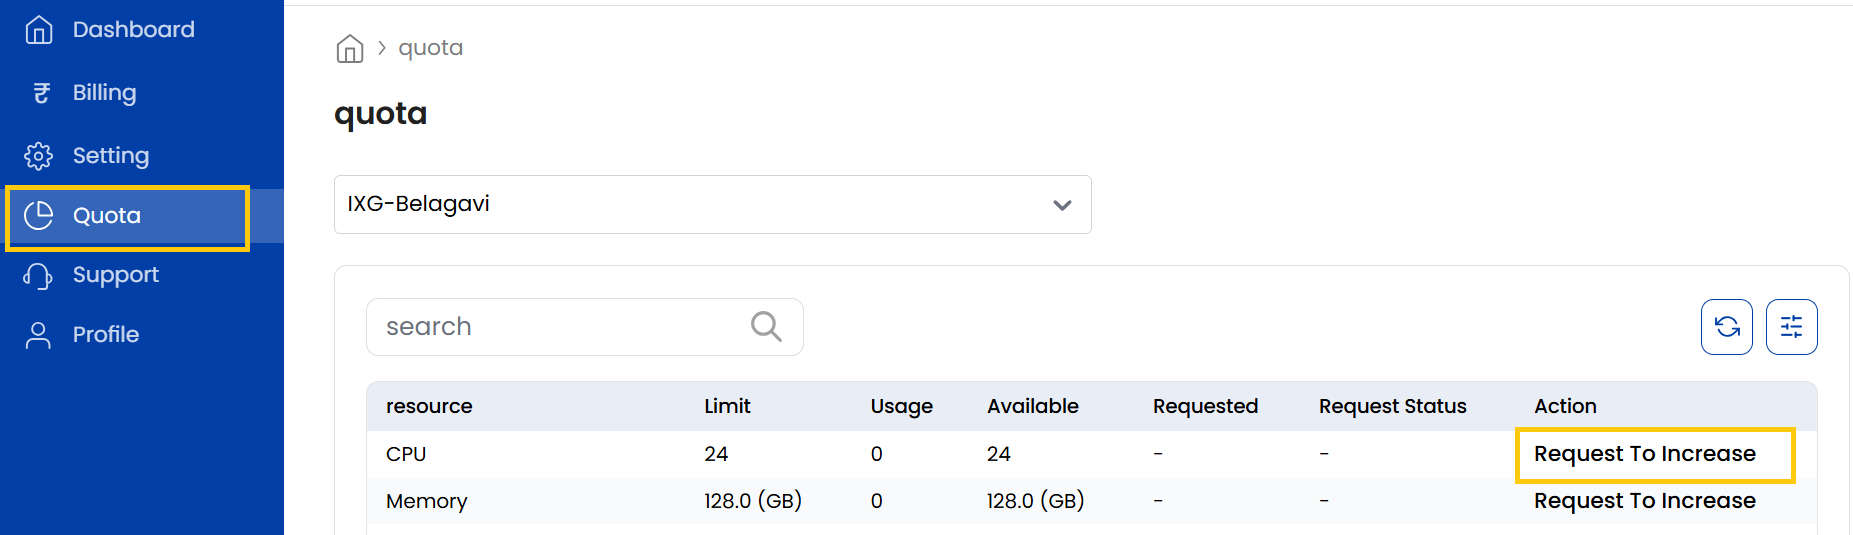 Dashboard
Billing
Setting
Quota
Support
Profile
quota
quota
IXG-Belagavi
search
resource Limit Usage Available Requested Request Status Action
CPU 24 0 24 - - Request To Increase
Memory 128.0 (GB) 0 128.0 (GB) - - Request To Increase